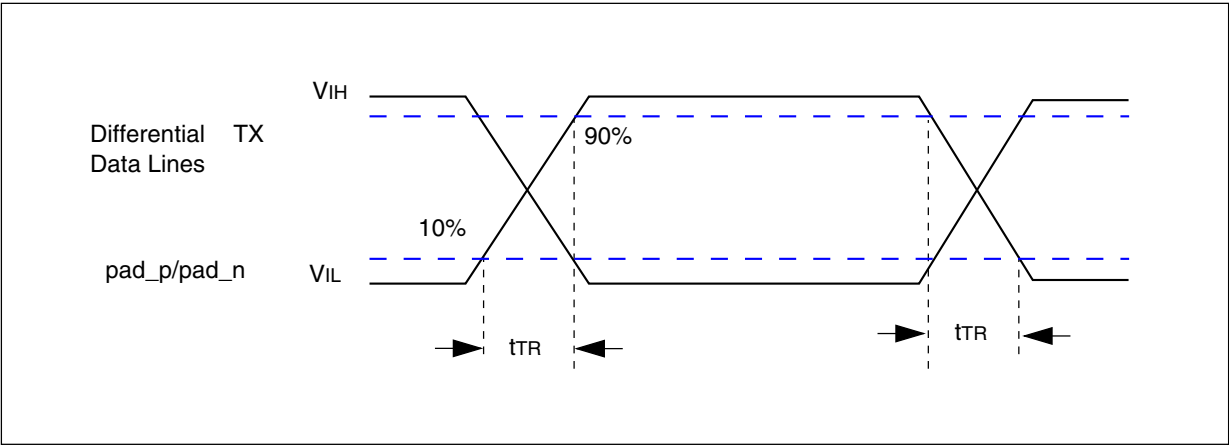 VIH
Differential TX
Data Lines
90%
10%
pad_p/pad_n
VIL
tTR
tTR